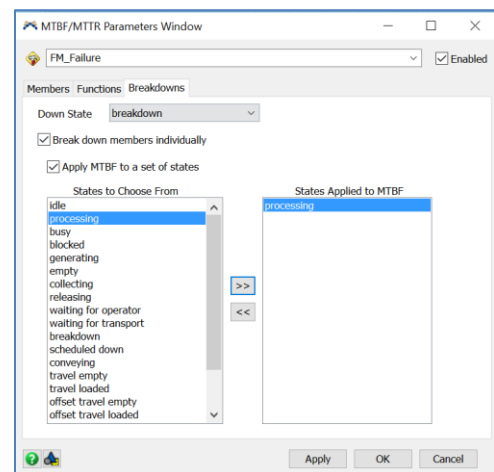 MTBF/MTTR Parameters Window
FM_Failure
Enabled
Members Functions Breakdowns
Down State breakdown
Break down members individually
Apply MTBF to a set of states
States to Choose From
States Applied to MTBF
idle
processing
busy
blocked
generating
empty
collecting
releasing
waiting for operator
waiting for transport
breakdown
scheduled down
conveying
travel empty
travel loaded
offset travel empty
offset travel loaded
>>
<<
processing
Apply OK Cancel